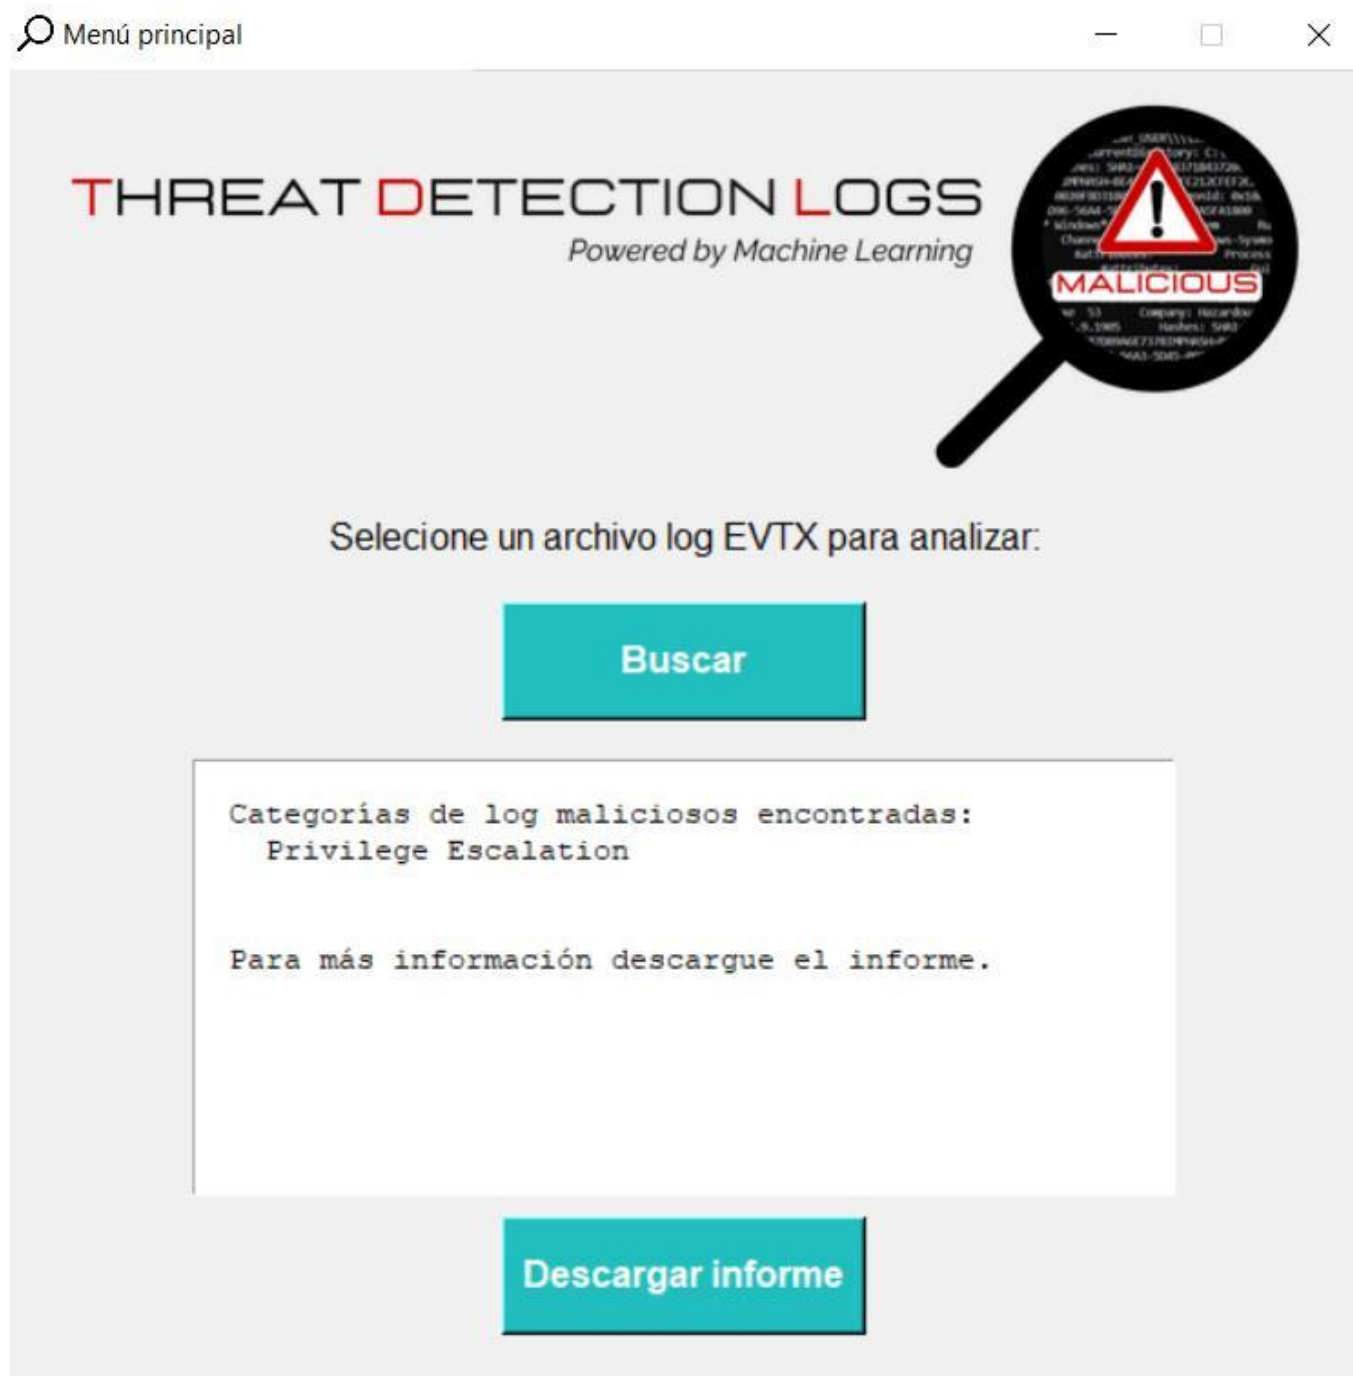 Menú principal
THREAT DETECTION LOGS
Powered by Machine Learning
MALICIOUS
Selecione un archivo log EVTX para analizar:
Buscar
Categorías de log maliciosos encontradas:
Privilege Escalation
Para más información descargue el informe.
Descargar informe